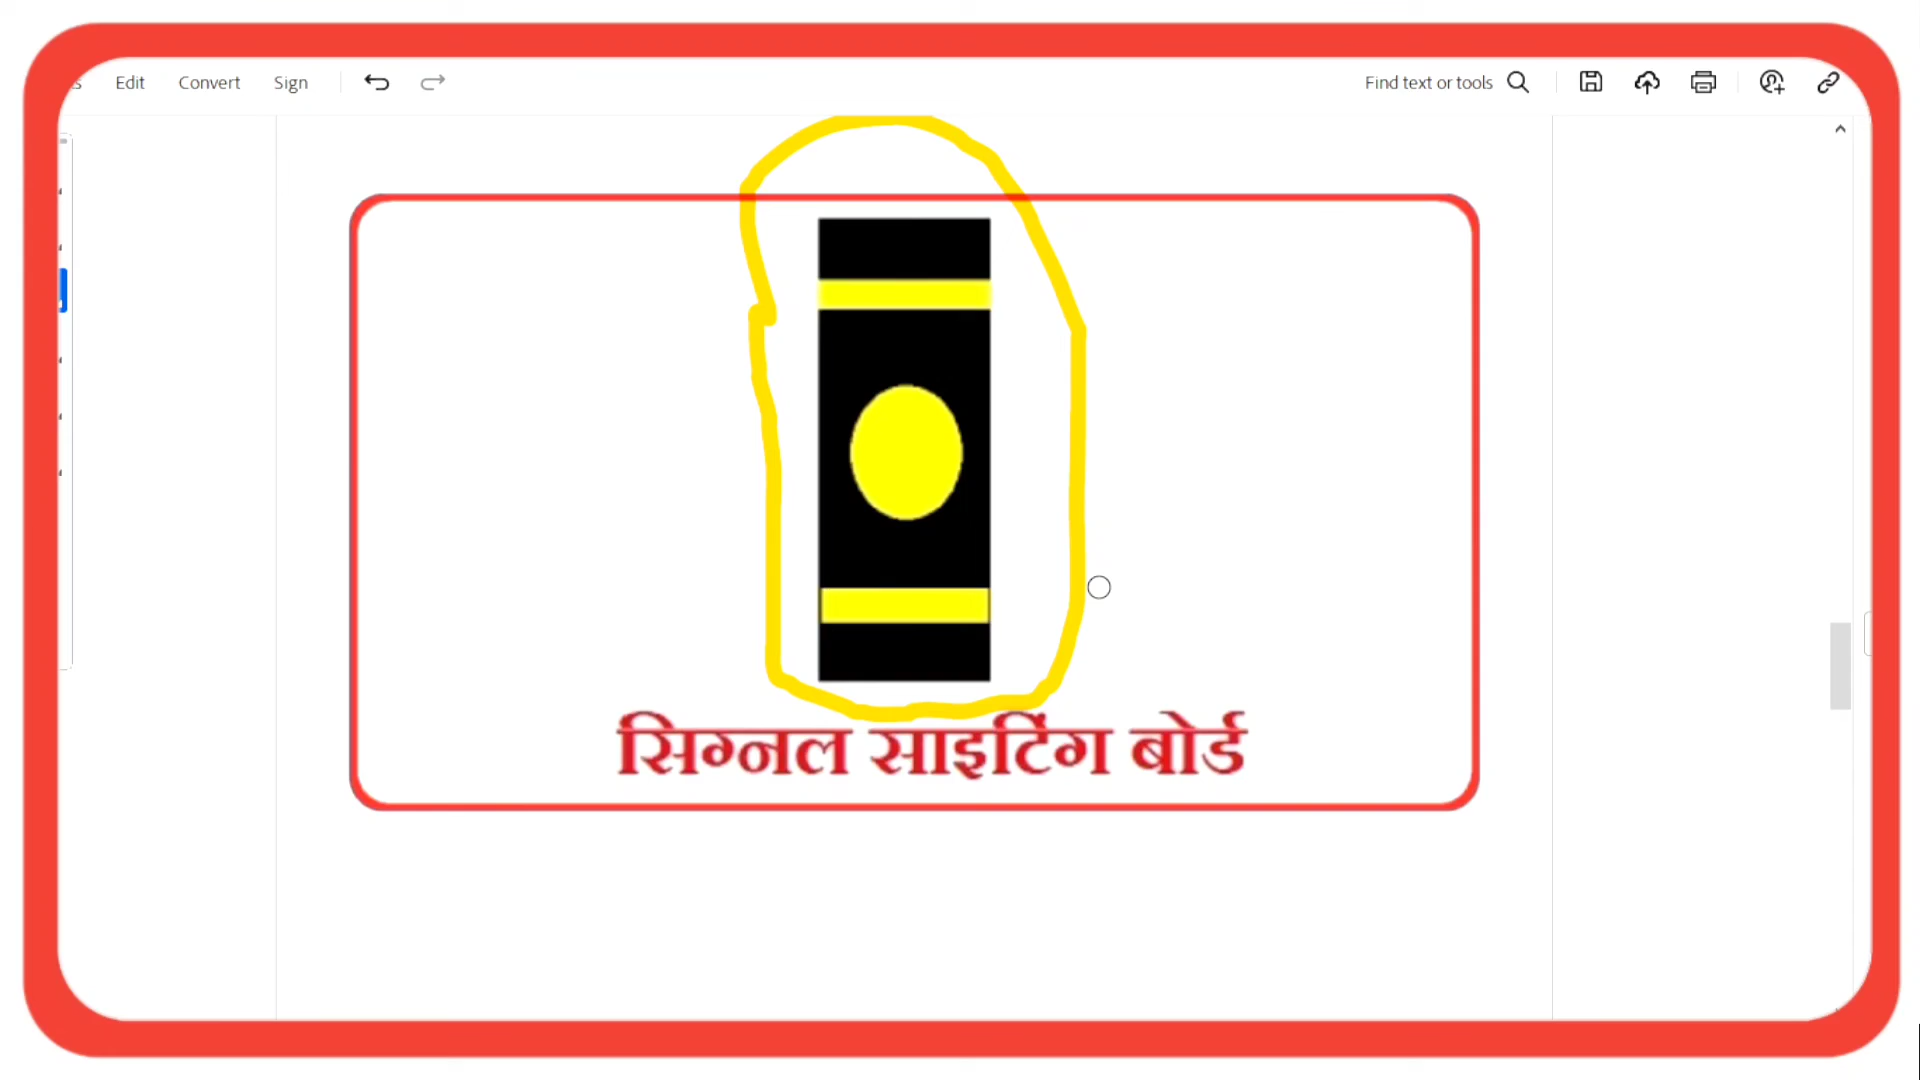 Edit Convert Sign Find text or tools
सिग्नल साइटिंग बोर्ड